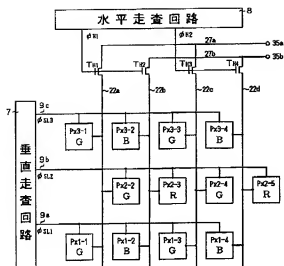 水平走査回路
8
φH1
φH2
27a
35a
27b
35b
TH1
TH2
TH3
TH4
22a
22b
22c
22d
7
垂直走査回路
9c
φSL3
Px3-1 G
Px3-2 B
Px3-3 G
Px3-4 B
9b
φSL2
Px2-2 G
Px2-3 R
Px2-4 G
Px2-5 R
9a
φSL1
Px1-1 G
Px1-2 B
Px1-3 G
Px1-4 B